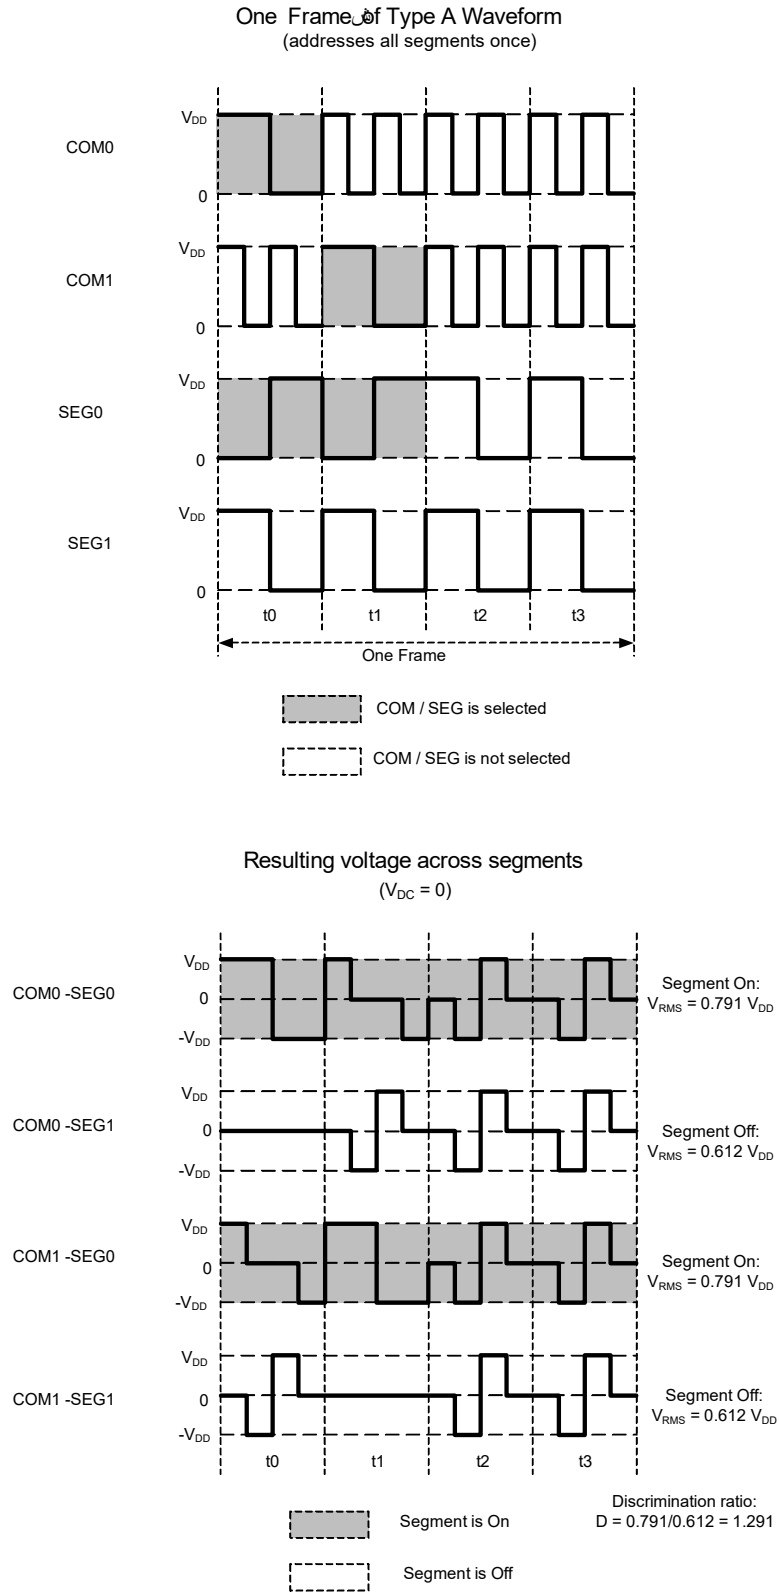 One Frame of Type A Waveform
(addresses all segments once)
VDD
COM0
0
VDD
COM1
0
VDD
SEG0
0
VDD
SEG1
0
t0 t1 t2 t3
One Frame
COM / SEG is selected
COM / SEG is not selected
Resulting voltage across segments
(VDC = 0)
VDD
COM0 -SEG0
0
-VDD
Segment On:
VRMS = 0.791 VDD
VDD
COM0 -SEG1
0
-VDD
Segment Off:
VRMS = 0.612 VDD
VDD
COM1 -SEG0
0
-VDD
Segment On:
VRMS = 0.791 VDD
VDD
COM1 -SEG1
0
-VDD
Segment Off:
VRMS = 0.612 VDD
t0 t1 t2 t3
Discrimination ratio:
D = 0.791/0.612 = 1.291
Segment is On
Segment is Off